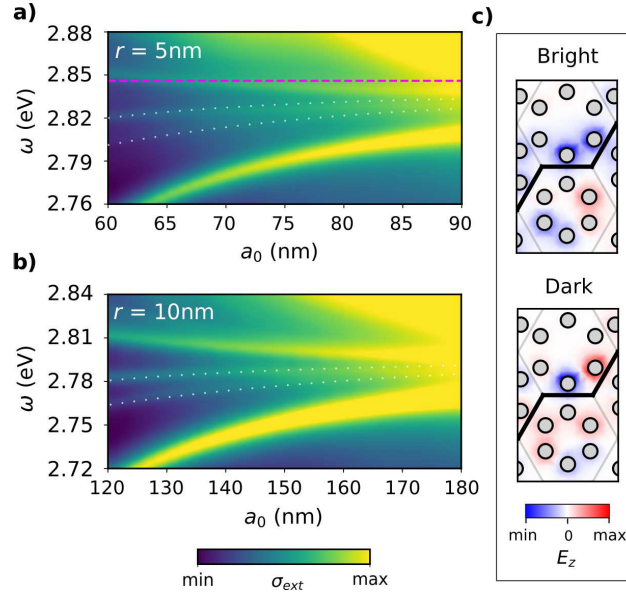 a)
r = 5nm
2.88
2.85
2.82
2.79
2.76
ω (eV)
60 65 70 75 80 85 90
a₀ (nm)
b)
r = 10nm
2.84
2.81
2.78
2.75
2.72
ω (eV)
120 130 140 150 160 170 180
a₀ (nm)
min σₑₓₜ max
c)
Bright
Dark
min 0 max
E_z